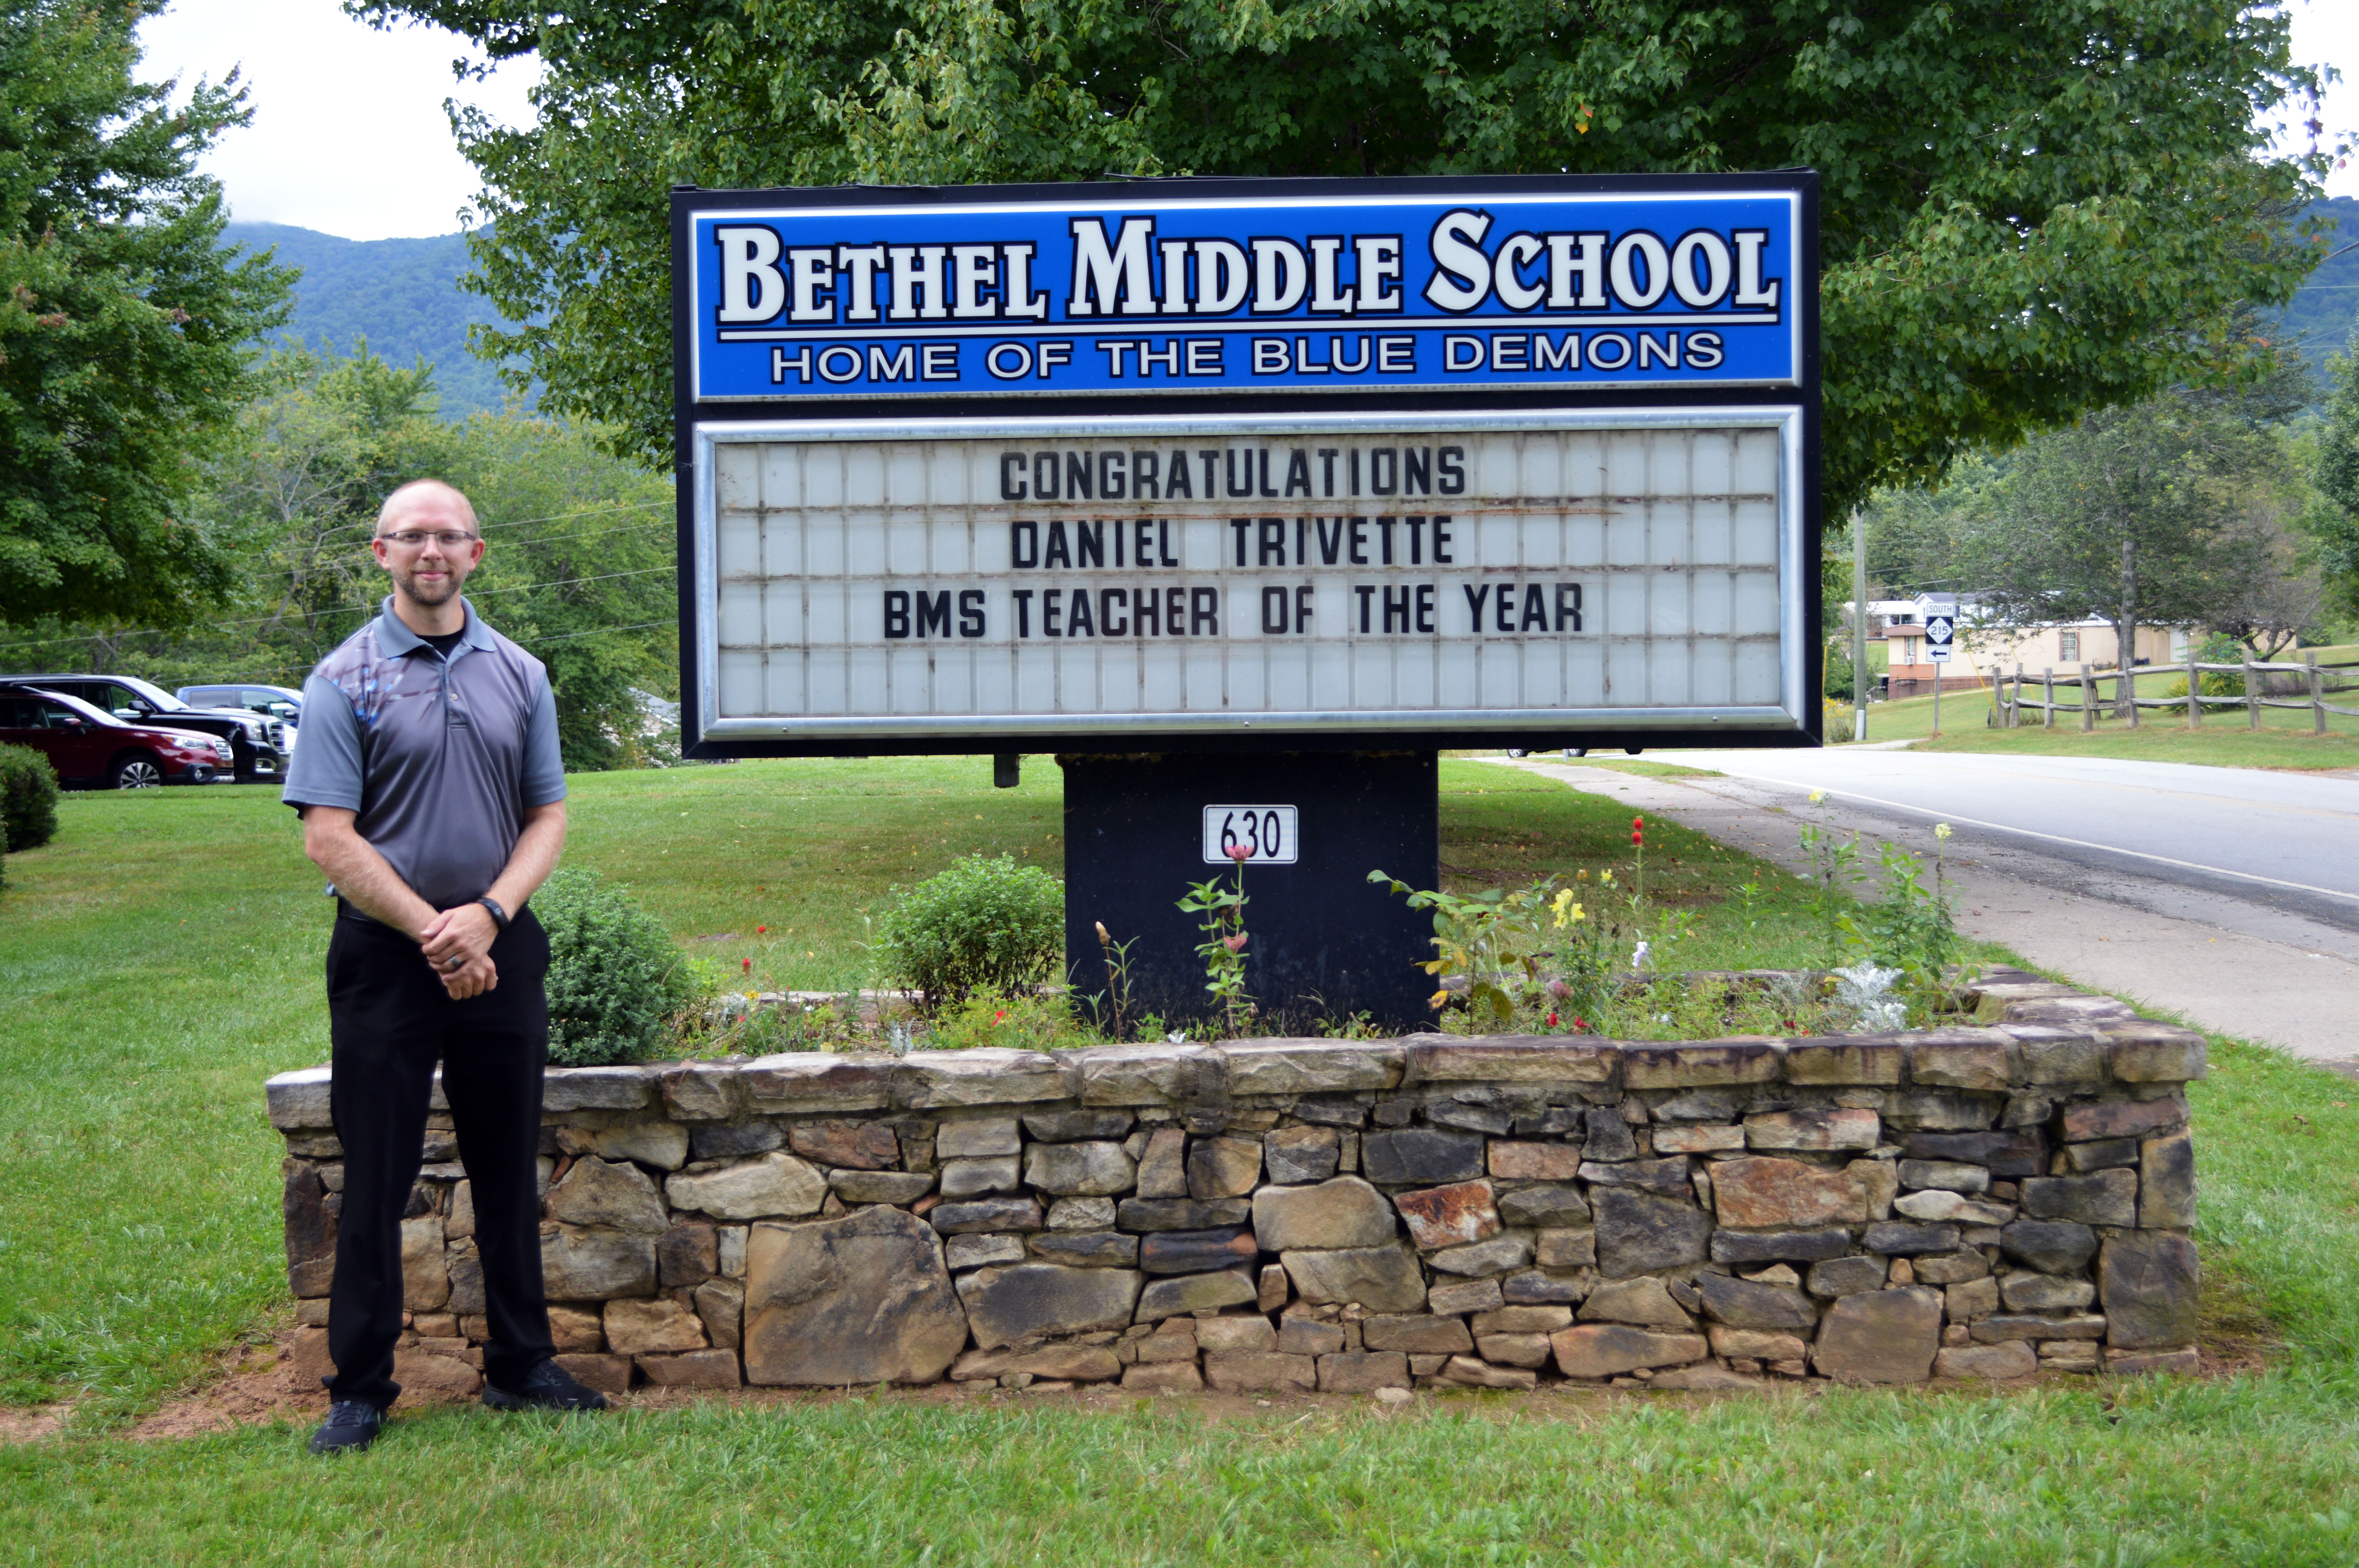 BETHEL MIDDLE SCHOOL
HOME OF THE BLUE DEMONS
CONGRATULATIONS
DANIEL TRIVETTE
BMS TEACHER OF THE YEAR
SOUTH
215
630